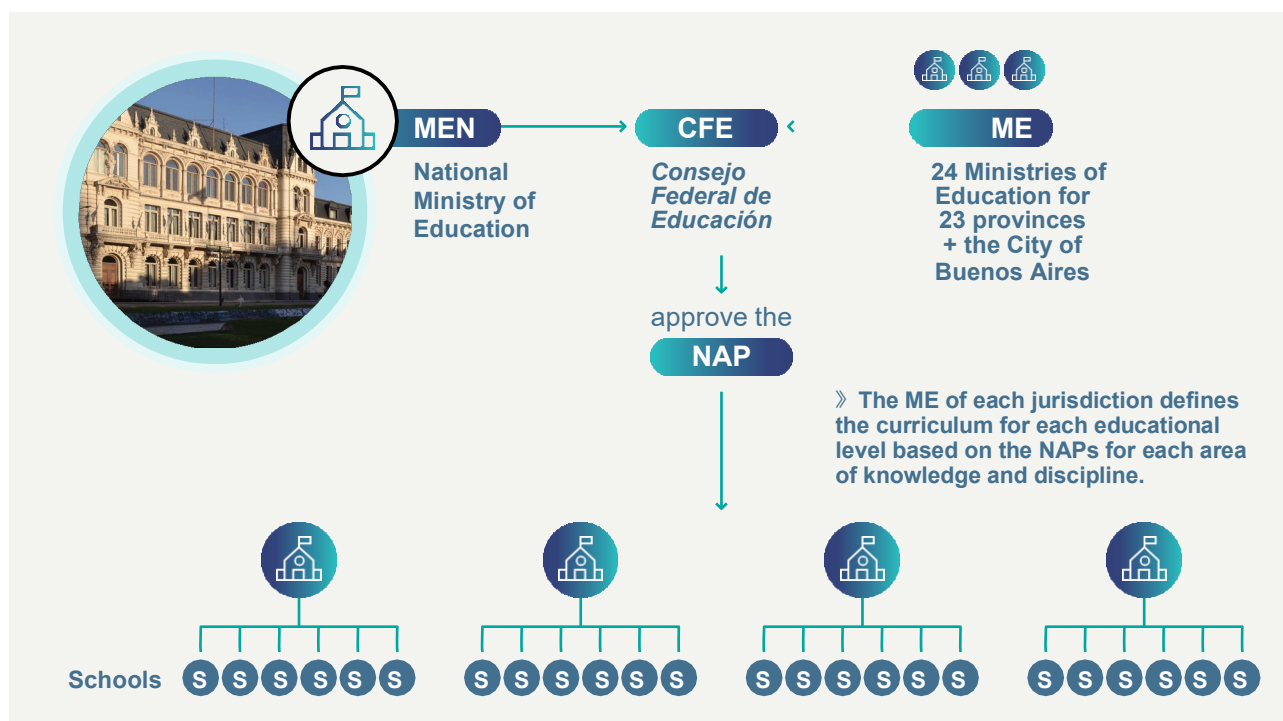 MEN
CFE
ME
National
Ministry of
Education
Consejo
Federal de
Educación
24 Ministries of
Education for
23 provinces
+ the City of
Buenos Aires
approve the
NAP
》The ME of each jurisdiction defines
the curriculum for each educational
level based on the NAPs for each area
of knowledge and discipline.
Schools S S S S S S S S S S S S S S S S S S S S S S S S